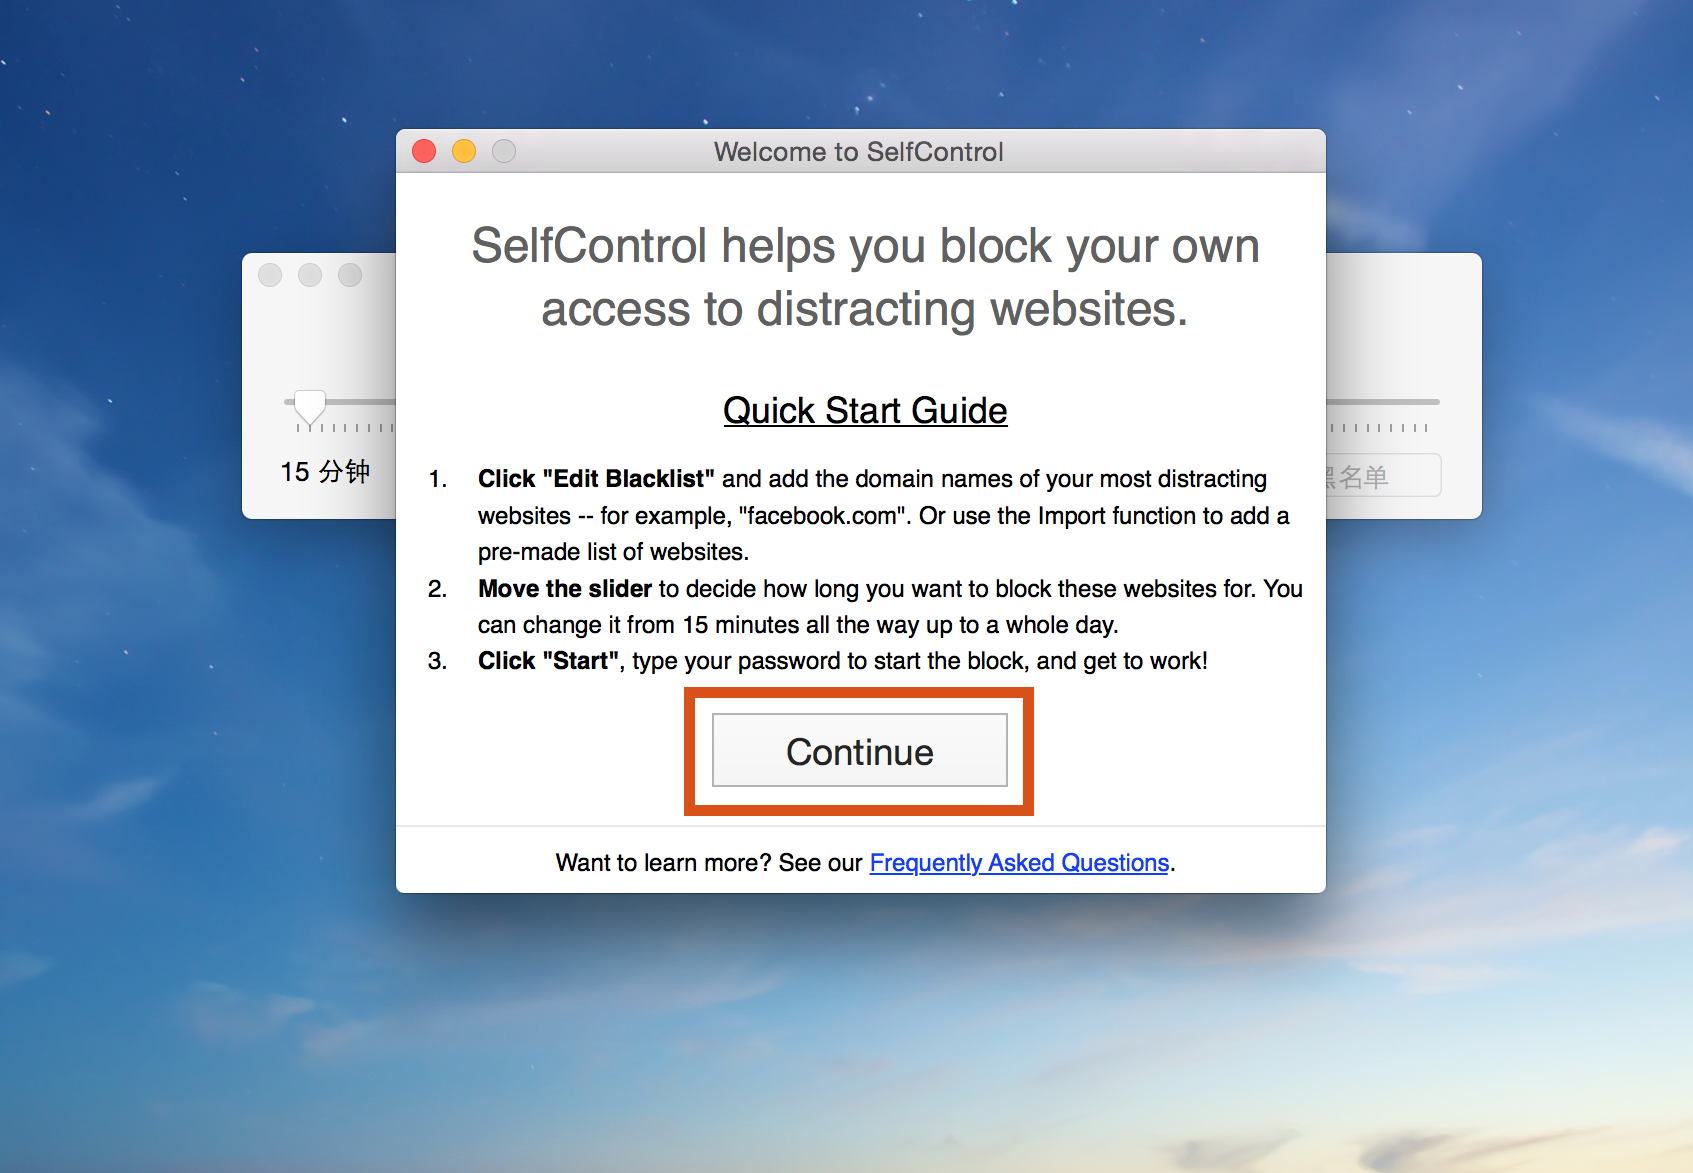 Welcome to SelfControl
SelfControl helps you block your own
access to distracting websites.
Quick Start Guide
1. Click "Edit Blacklist" and add the domain names of your most distracting
websites -- for example, "facebook.com". Or use the Import function to add a
pre-made list of websites.
2. Move the slider to decide how long you want to block these websites for. You
can change it from 15 minutes all the way up to a whole day.
3. Click "Start", type your password to start the block, and get to work!
Continue
Want to learn more? See our Frequently Asked Questions.
15 分钟
黑名单